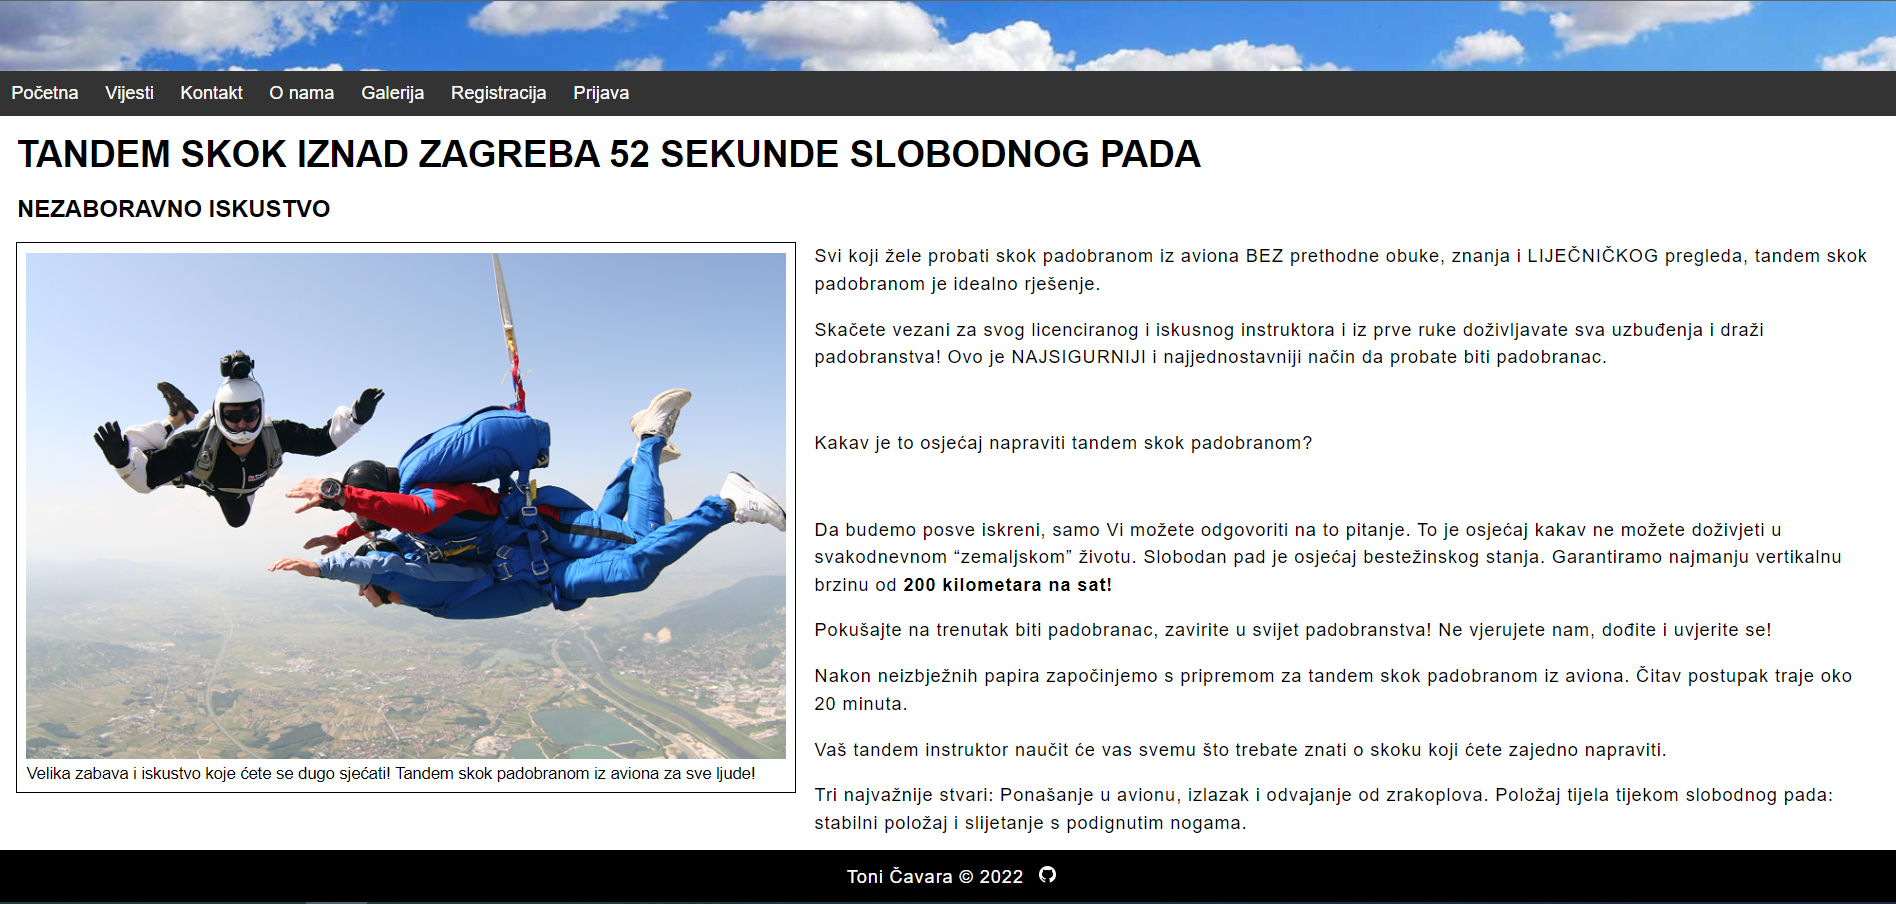 Početna Vijesti Kontakt O nama Galerija Registracija Prijava
TANDEM SKOK IZNAD ZAGREBA 52 SEKUNDE SLOBODNOG PADA
NEZABORAVNO ISKUSTVO
Velika zabava i iskustvo koje ćete se dugo sjećati! Tandem skok padobranom iz aviona za sve ljude!
Svi koji žele probati skok padobranom iz aviona BEZ prethodne obuke, znanja i LIJEČNIČKOG pregleda, tandem skok
padobranom je idealno rješenje.
Skačete vezani za svog licenciranog i iskusnog instruktora i iz prve ruke doživljavate sva uzbuđenja i draži
padobranstva! Ovo je NAJSIGURNIJI i najjednostavniji način da probate biti padobranac.
Kakav je to osjećaj napraviti tandem skok padobranom?
Da budemo posve iskreni, samo Vi možete odgovoriti na to pitanje. To je osjećaj kakav ne možete doživjeti u
svakodnevnom “zemaljskom” životu. Slobodan pad je osjećaj bestežinskog stanja. Garantiramo najmanju vertikalnu
brzinu od 200 kilometara na sat!
Pokušajte na trenutak biti padobranac, zavirite u svijet padobranstva! Ne vjerujete nam, dođite i uvjerite se!
Nakon neizbježnih papira započinjemo s pripremom za tandem skok padobranom iz aviona. Čitav postupak traje oko
20 minuta.
Vaš tandem instruktor naučit će vas svemu što trebate znati o skoku koji ćete zajedno napraviti.
Tri najvažnije stvari: Ponašanje u avionu, izlazak i odvajanje od zrakoplova. Položaj tijela tijekom slobodnog pada:
stabilni položaj i slijetanje s podignutim nogama.
Toni Čavara © 2022